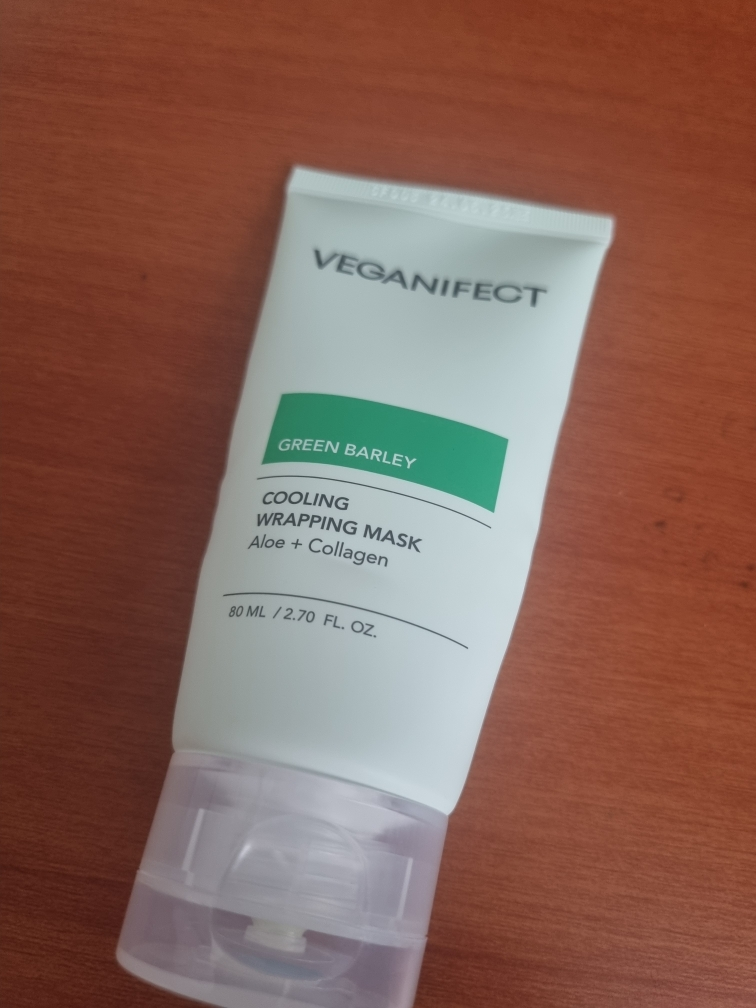 VEGANIFECT
GREEN BARLEY
COOLING
WRAPPING MASK
Aloe + Collagen
80 ML / 2.70 FL. OZ.